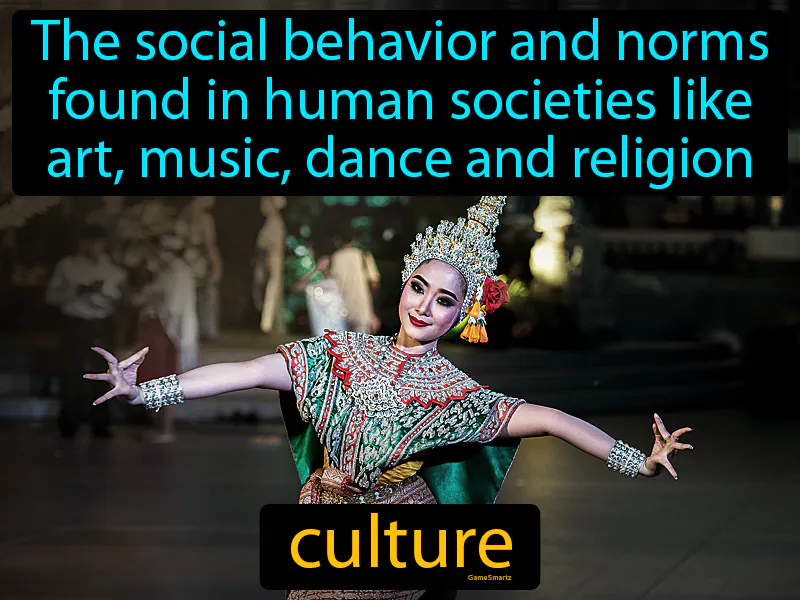 The social behavior and norms
found in human societies like
art, music, dance and religion
culture
GameSmartz